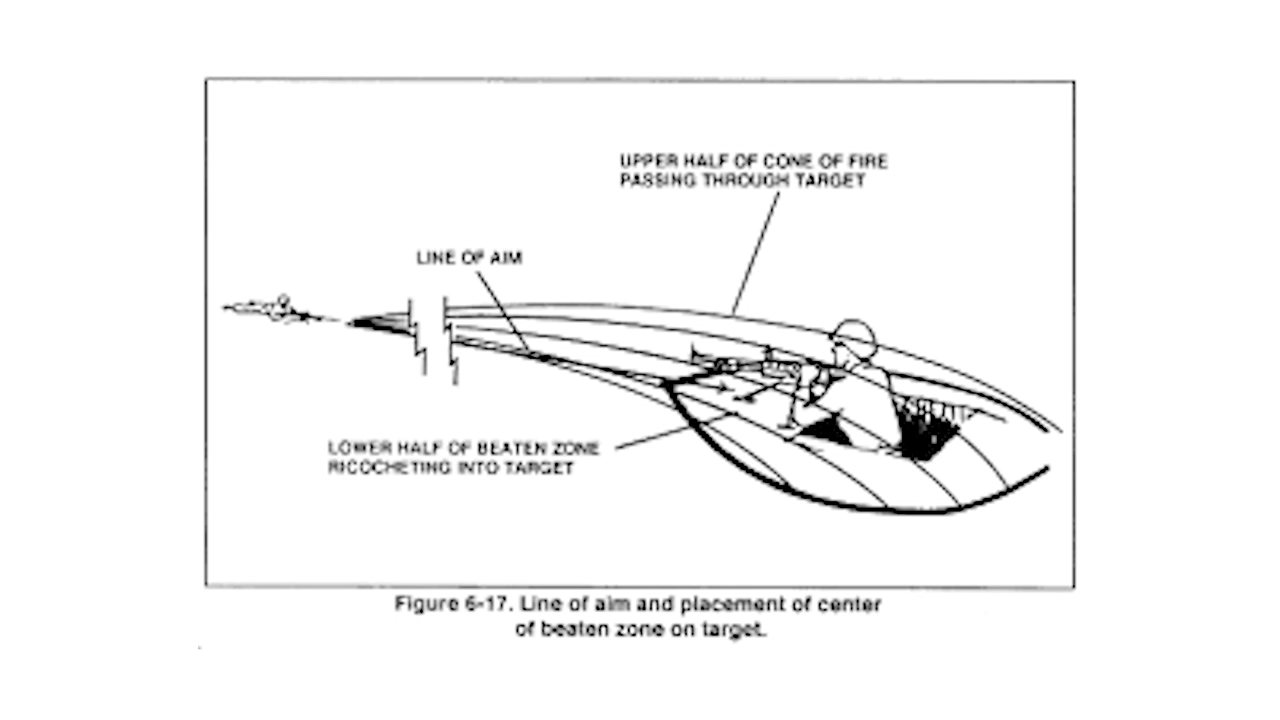 UPPER HALF OF CONE OF FIRE
PASSING THROUGH TARGET
LINE OF AIM
LOWER HALF OF BEATEN ZONE
RICOCHETING INTO TARGET
Figure 6-17. Line of aim and placement of center
of beaten zone on target.